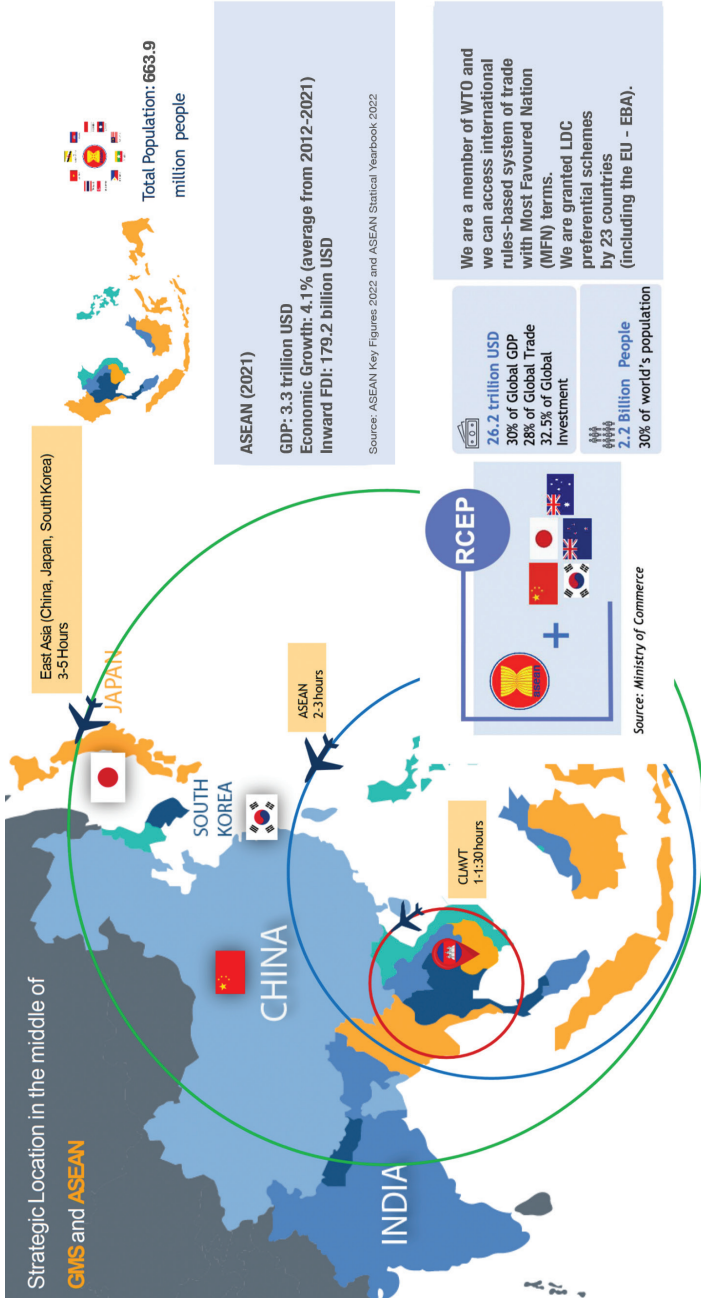 Strategic Location in the middle of
GMS and ASEAN
East Asia (China, Japan, SouthKorea)
3-5 Hours
JAPAN
SOUTH
KOREA
CHINA
INDIA
ASEAN
2-3 hours
CLMVT
1-1:30 hours
Total Population: 663.9
million people
ASEAN (2021)
GDP: 3.3 trillion USD
Economic Growth: 4.1% (average from 2012-2021)
Inward FDI: 179.2 billion USD
Source: ASEAN Key Figures 2022 and ASEAN Statical Yearbook 2022
RCEP
asean
+
Source: Ministry of Commerce
26.2 trillion USD
30% of Global GDP
28% of Global Trade
32.5% of Global
Investment
2.2 Billion People
30% of world's population
We are a member of WTO and
we can access international
rules-based system of trade
with Most Favoured Nation
(MFN) terms.
We are granted LDC
preferential schemes
by 23 countries
(including the EU - EBA).